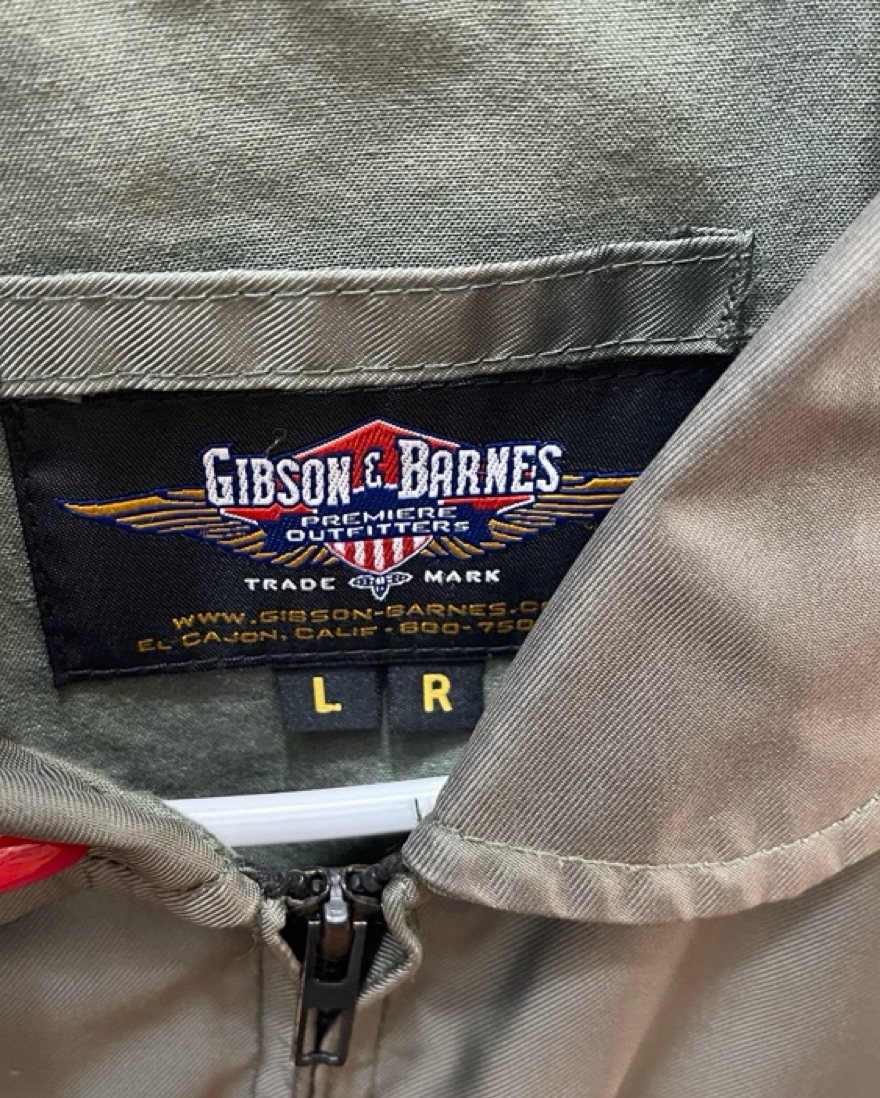 GIBSON & BARNES
PREMIERE
OUTFITTERS
TRADE MARK
WWW.GIBSON-BARNES.C
EL CAJON, CALIF - 800-750
L R